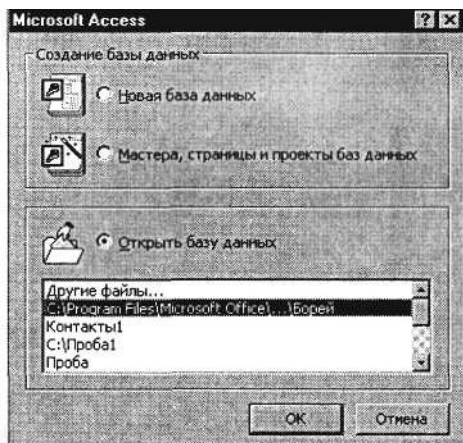 Microsoft Access
Создание базы данных
Новая база данных
Мастера, страницы и проекты баз данных
Открыть базу данных
Другие файлы...
C:\Program Files\Microsoft Office\...\Борей
Контакты1
C:\Проба1
Проба
ОК
Отмена